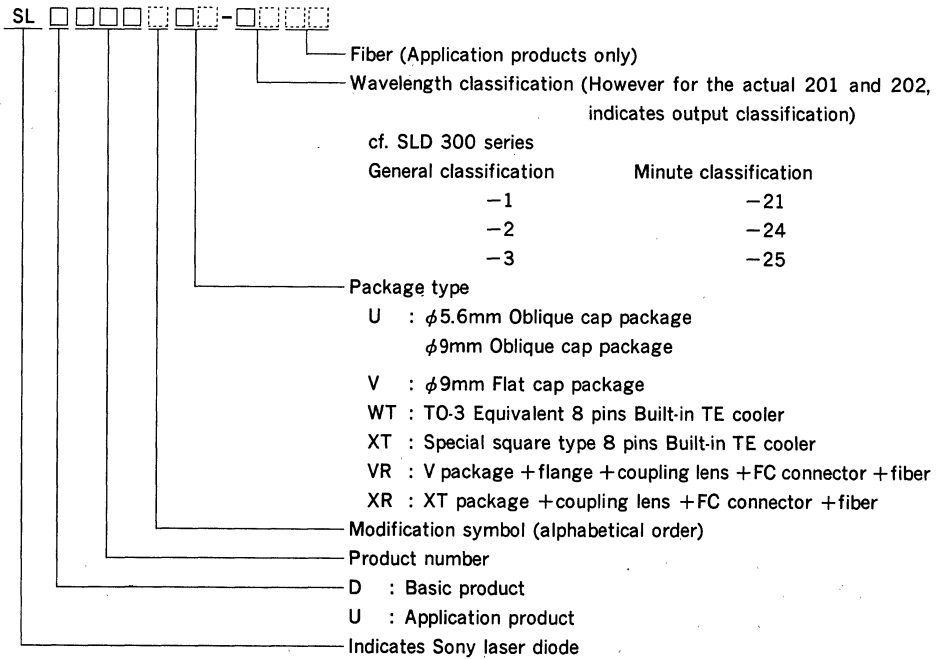 SL □□□□□ □□-□□ □□
Fiber (Application products only)
Wavelength classification (However for the actual 201 and 202,
indicates output classification)
cf. SLD 300 series
General classification Minute classification
−1 −21
−2 −24
−3 −25
Package type
U : φ5.6mm Oblique cap package
φ9mm Oblique cap package
V : φ9mm Flat cap package
WT : TO-3 Equivalent 8 pins Built-in TE cooler
XT : Special square type 8 pins Built-in TE cooler
VR : V package +flange +coupling lens +FC connector +fiber
XR : XT package +coupling lens +FC connector +fiber
Modification symbol (alphabetical order)
Product number
D : Basic product
U : Application product
Indicates Sony laser diode